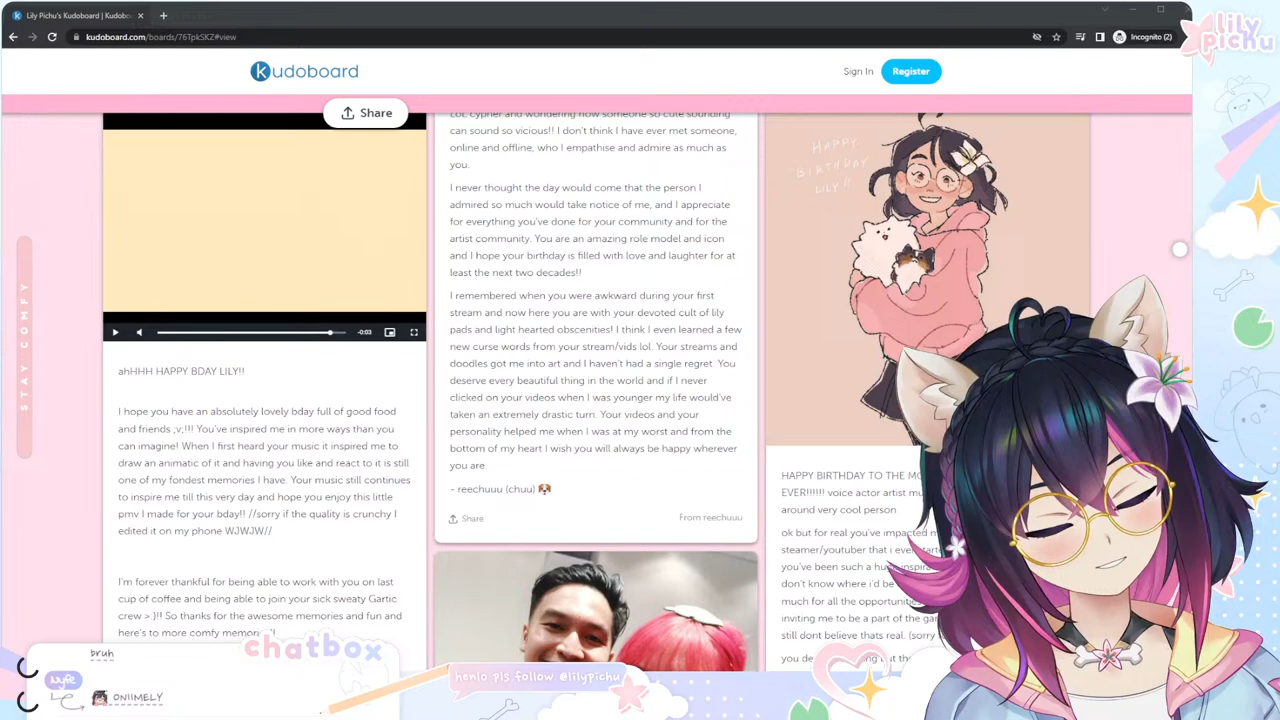 Lily Pichu's Kudoboard | Kudob
kudoboard.com/boards/76TpkSKZ#view
Incognito (2)
lily
pichu
kudoboard
Sign In
Register
Share
STAY COMFY
-0:03
ahHHH HAPPY BDAY LILY!!
I hope you have an absolutely lovely bday full of good food
and friends ;v;!!! You've inspired me in more ways than you
can imagine! When I first heard your music it inspired me to
draw an animatic of it and having you like and react to it is still
one of my fondest memories I have. Your music still continues
to inspire me till this very day and hope you enjoy this little
pmv I made for your bday!! //sorry if the quality is crunchy I
edited it on my phone WJWJW//
I'm forever thankful for being able to work with you on last
cup of coffee and being able to join your sick sweaty Gartic
crew > :}!! So thanks for the awesome memories and fun and
here's to more comfy memories!!
LoL cypher and wondering how someone so cute sounding
can sound so vicious!! I don't think I have ever met someone,
online and offline, who I empathise and admire as much as
you.
I never thought the day would come that the person I
admired so much would take notice of me, and I appreciate
for everything you've done for your community and for the
artist community. You are an amazing role model and icon
and I hope your birthday is filled with love and laughter for at
least the next two decades!!
I remembered when you were awkward during your first
stream and now here you are with your devoted cult of lily
pads and light hearted obscenities! I think I even learned a few
new curse words from your stream/vids lol. Your streams and
doodles got me into art and I haven't had a single regret. You
deserve every beautiful thing in the world and if I never
clicked on your videos when I was younger my life would've
taken an extremely drastic turn. Your videos and your
personality helped me when I was at my worst and from the
bottom of my heart I wish you will always be happy wherever
you are.
- reechuuu (chuu) 🐶
Share
From reechuuu
HAPPY
BIRTHDAY
LILY!!
HAPPY BIRTHDAY TO THE MO
EVER!!!!!! voice actor artist mu
around very cool person
ok but for real you've impacted m
steamer/youtuber that i ever starte
you've been such a huge inspira
don't know where i'd be
much for all the opportunities
inviting me to be a part of the ga
still dont believe thats real. (sorry
you de
chatbox
bruh
Nyfe
ONIIMELY
henlo pls follow @lilypichu